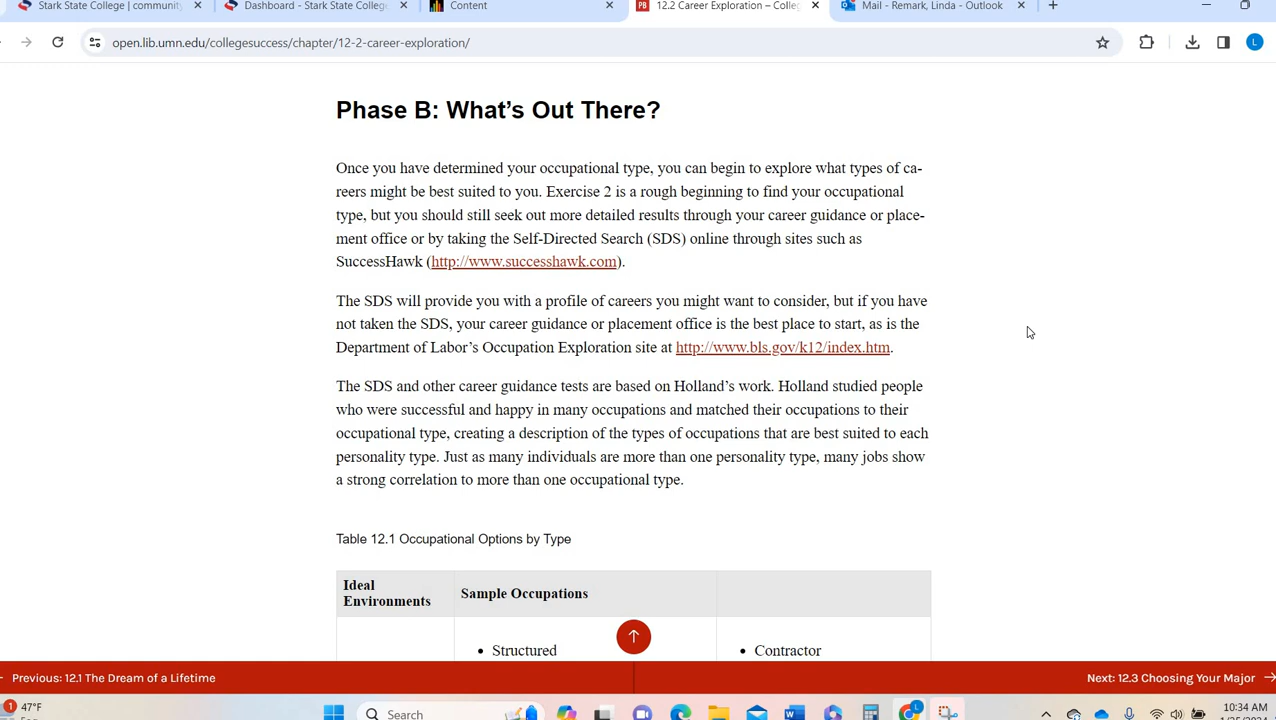 Stark State College | community
Dashboard - Stark State College
Content
PB 12.2 Career Exploration – Colle
Mail - Remark, Linda - Outlook
open.lib.umn.edu/collegesuccess/chapter/12-2-career-exploration/
L
Phase B: What’s Out There?
Once you have determined your occupational type, you can begin to explore what types of ca-
reers might be best suited to you. Exercise 2 is a rough beginning to find your occupational
type, but you should still seek out more detailed results through your career guidance or place-
ment office or by taking the Self-Directed Search (SDS) online through sites such as
SuccessHawk (http://www.successhawk.com).
The SDS will provide you with a profile of careers you might want to consider, but if you have
not taken the SDS, your career guidance or placement office is the best place to start, as is the
Department of Labor’s Occupation Exploration site at http://www.bls.gov/k12/index.htm.
The SDS and other career guidance tests are based on Holland’s work. Holland studied people
who were successful and happy in many occupations and matched their occupations to their
occupational type, creating a description of the types of occupations that are best suited to each
personality type. Just as many individuals are more than one personality type, many jobs show
a strong correlation to more than one occupational type.
Table 12.1 Occupational Options by Type
Ideal
Environments
Sample Occupations
• Structured
• Contractor
Previous: 12.1 The Dream of a Lifetime
Next: 12.3 Choosing Your Major
1
47°F
Search
L
10:34 AM